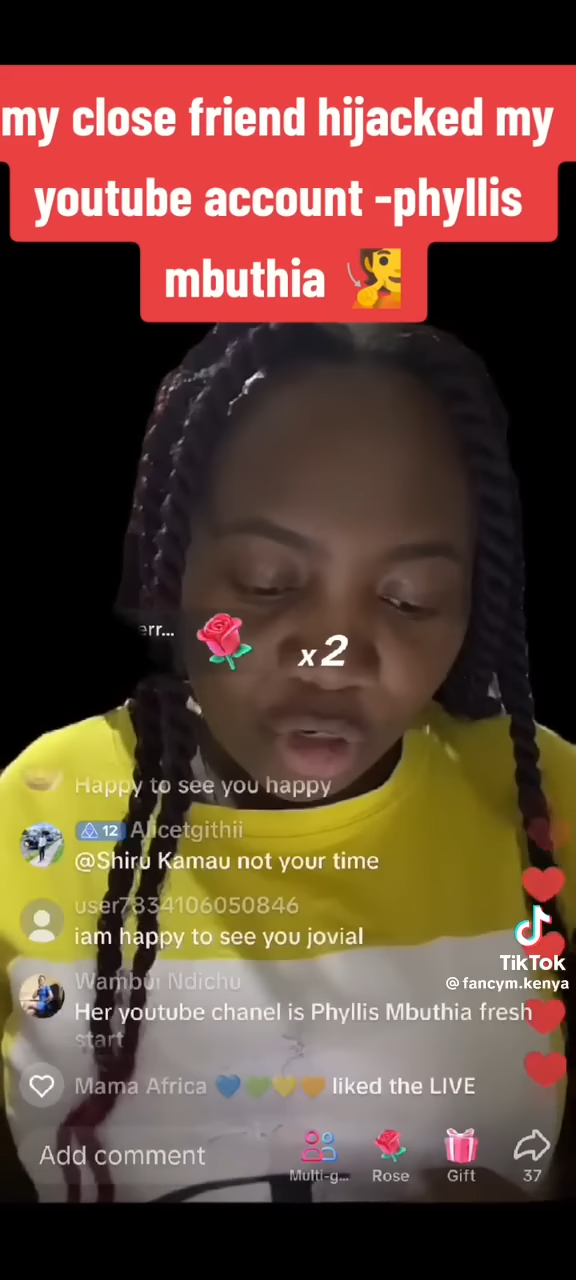 my close friend hijacked my
youtube account -phyllis
mbuthia
err...
x2
Happy to see you happy
12 Alicetgithii
@Shiru Kamau not your time
user7834106050846
iam happy to see you jovial
Wambui Ndichu
Her youtube chanel is Phyllis Mbuthia fresh
start
Mama Africa 💙💚💛🧡 liked the LIVE
TikTok
@fancym.kenya
Add comment
Multi-g...
Rose
Gift
37